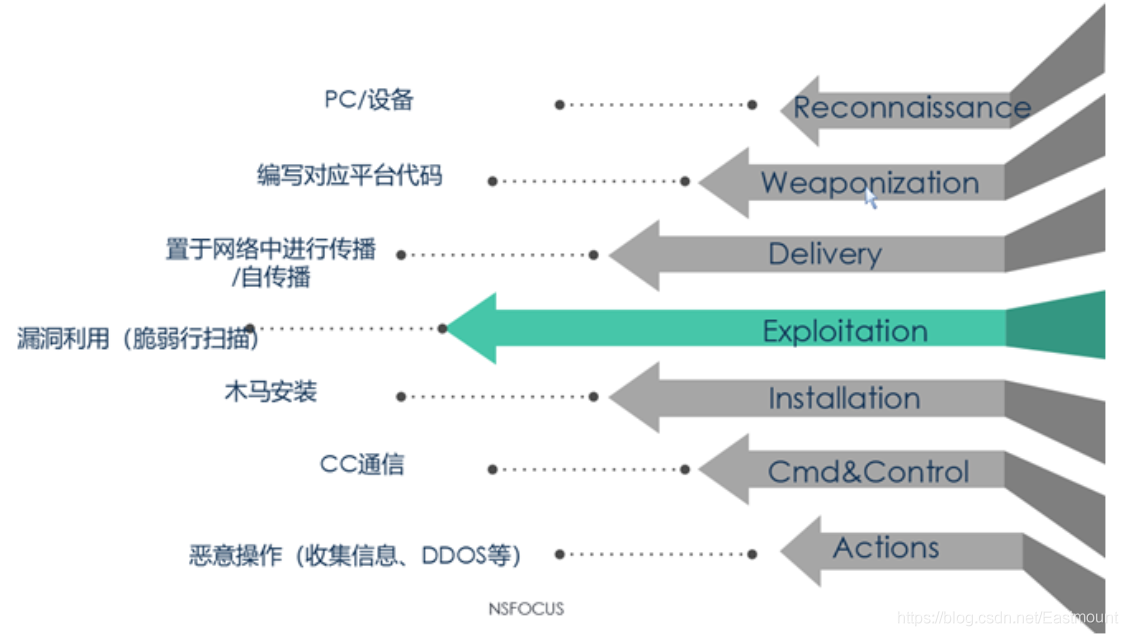 PC/设备
Reconnaissance
编写对应平台代码
Weaponization
置于网络中进行传播
/自传播
Delivery
漏洞利用（脆弱行扫描）
Exploitation
木马安装
Installation
CC通信
Cmd&Control
恶意操作（收集信息、DDOS等）
Actions
NSFOCUS
https://blog.csdn.net/Eastmount